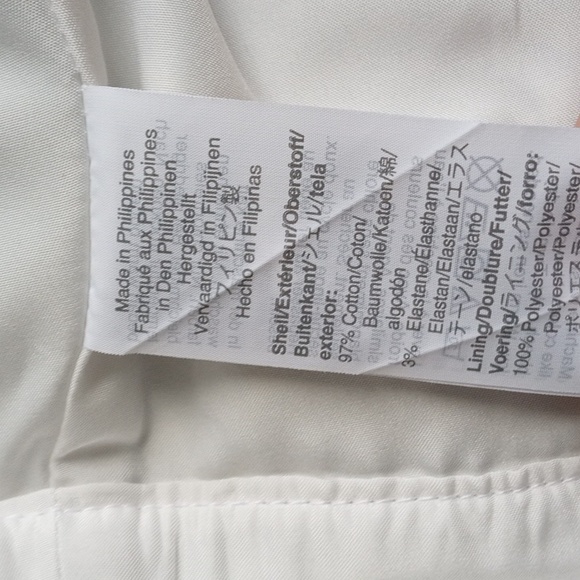 Made in Philippines
Fabriqué aux Philippines
in Den Philippinen
Hergestellt
Vervaardigd in Filipijnen
フィリピン製
Hecho en Filipinas
Shell/Extérieur/Oberstoff/
Buitenkant/シェル/tela
exterior:
97% Cotton/Coton/
Baumwolle/Katoen/綿/
algodón
3% Elastane/Elasthanne/
Elastan/Elastaan/エラス
テーン/elastano
Lining/Doublure/Futter/
Voering/ライニング/forro:
100% Polyester/Polyester/
Polyester/Polyester/